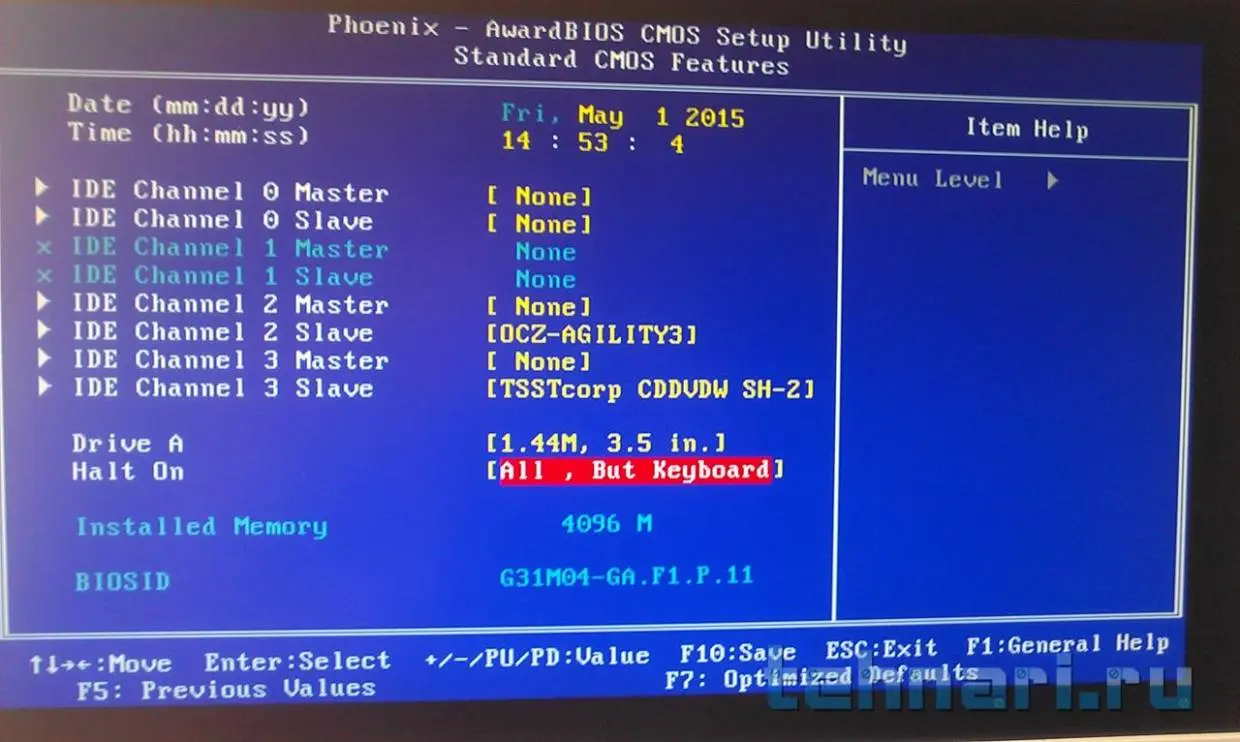 Phoenix - AwardBIOS CMOS Setup Utility
Standard CMOS Features
Date (mm:dd:yy) Fri, May 1 2015
Time (hh:mm:ss) 14 : 53 : 4
Item Help
Menu Level ▶
▶ IDE Channel 0 Master [ None]
▶ IDE Channel 0 Slave [ None]
x IDE Channel 1 Master None
x IDE Channel 1 Slave None
▶ IDE Channel 2 Master [ None]
▶ IDE Channel 2 Slave [OCZ-AGILITY3]
▶ IDE Channel 3 Master [ None]
▶ IDE Channel 3 Slave [TSSTcorp CDDVDW SH-2]
Drive A [1.44M, 3.5 in.]
Halt On [All , But Keyboard]
Installed Memory 4096 M
BIOSID G31M04-GA.F1.P.11
↑↓→←:Move Enter:Select +/-/PU/PD:Value F10:Save ESC:Exit F1:General Help
F5: Previous Values F7: Optimized Defaults
tehnari.ru